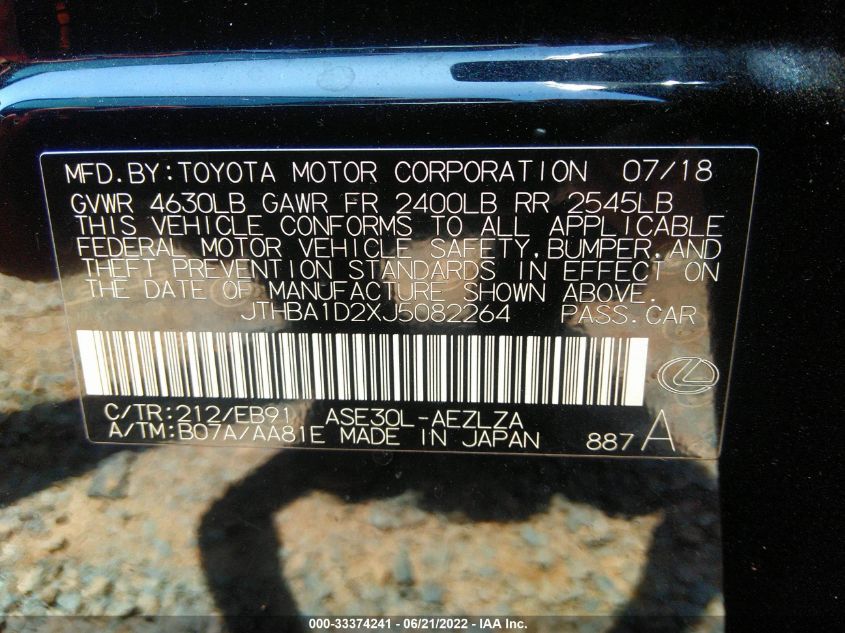 MFD.BY:TOYOTA MOTOR CORPORATION 07/18
GVWR 4630LB GAWR FR 2400LB RR 2545LB
THIS VEHICLE CONFORMS TO ALL APPLICABLE
FEDERAL MOTOR VEHICLE SAFETY,BUMPER,AND
THEFT PREVENTION STANDARDS IN EFFECT ON
THE DATE OF MANUFACTURE SHOWN ABOVE.
JTHBA1D2XJ5082264 PASS.CAR
C/TR:212/EB91 ASE30L-AEZLZA
A/TM:B07A/AA81E MADE IN JAPAN 887A
000-33374241 - 06/21/2022 - IAA Inc.